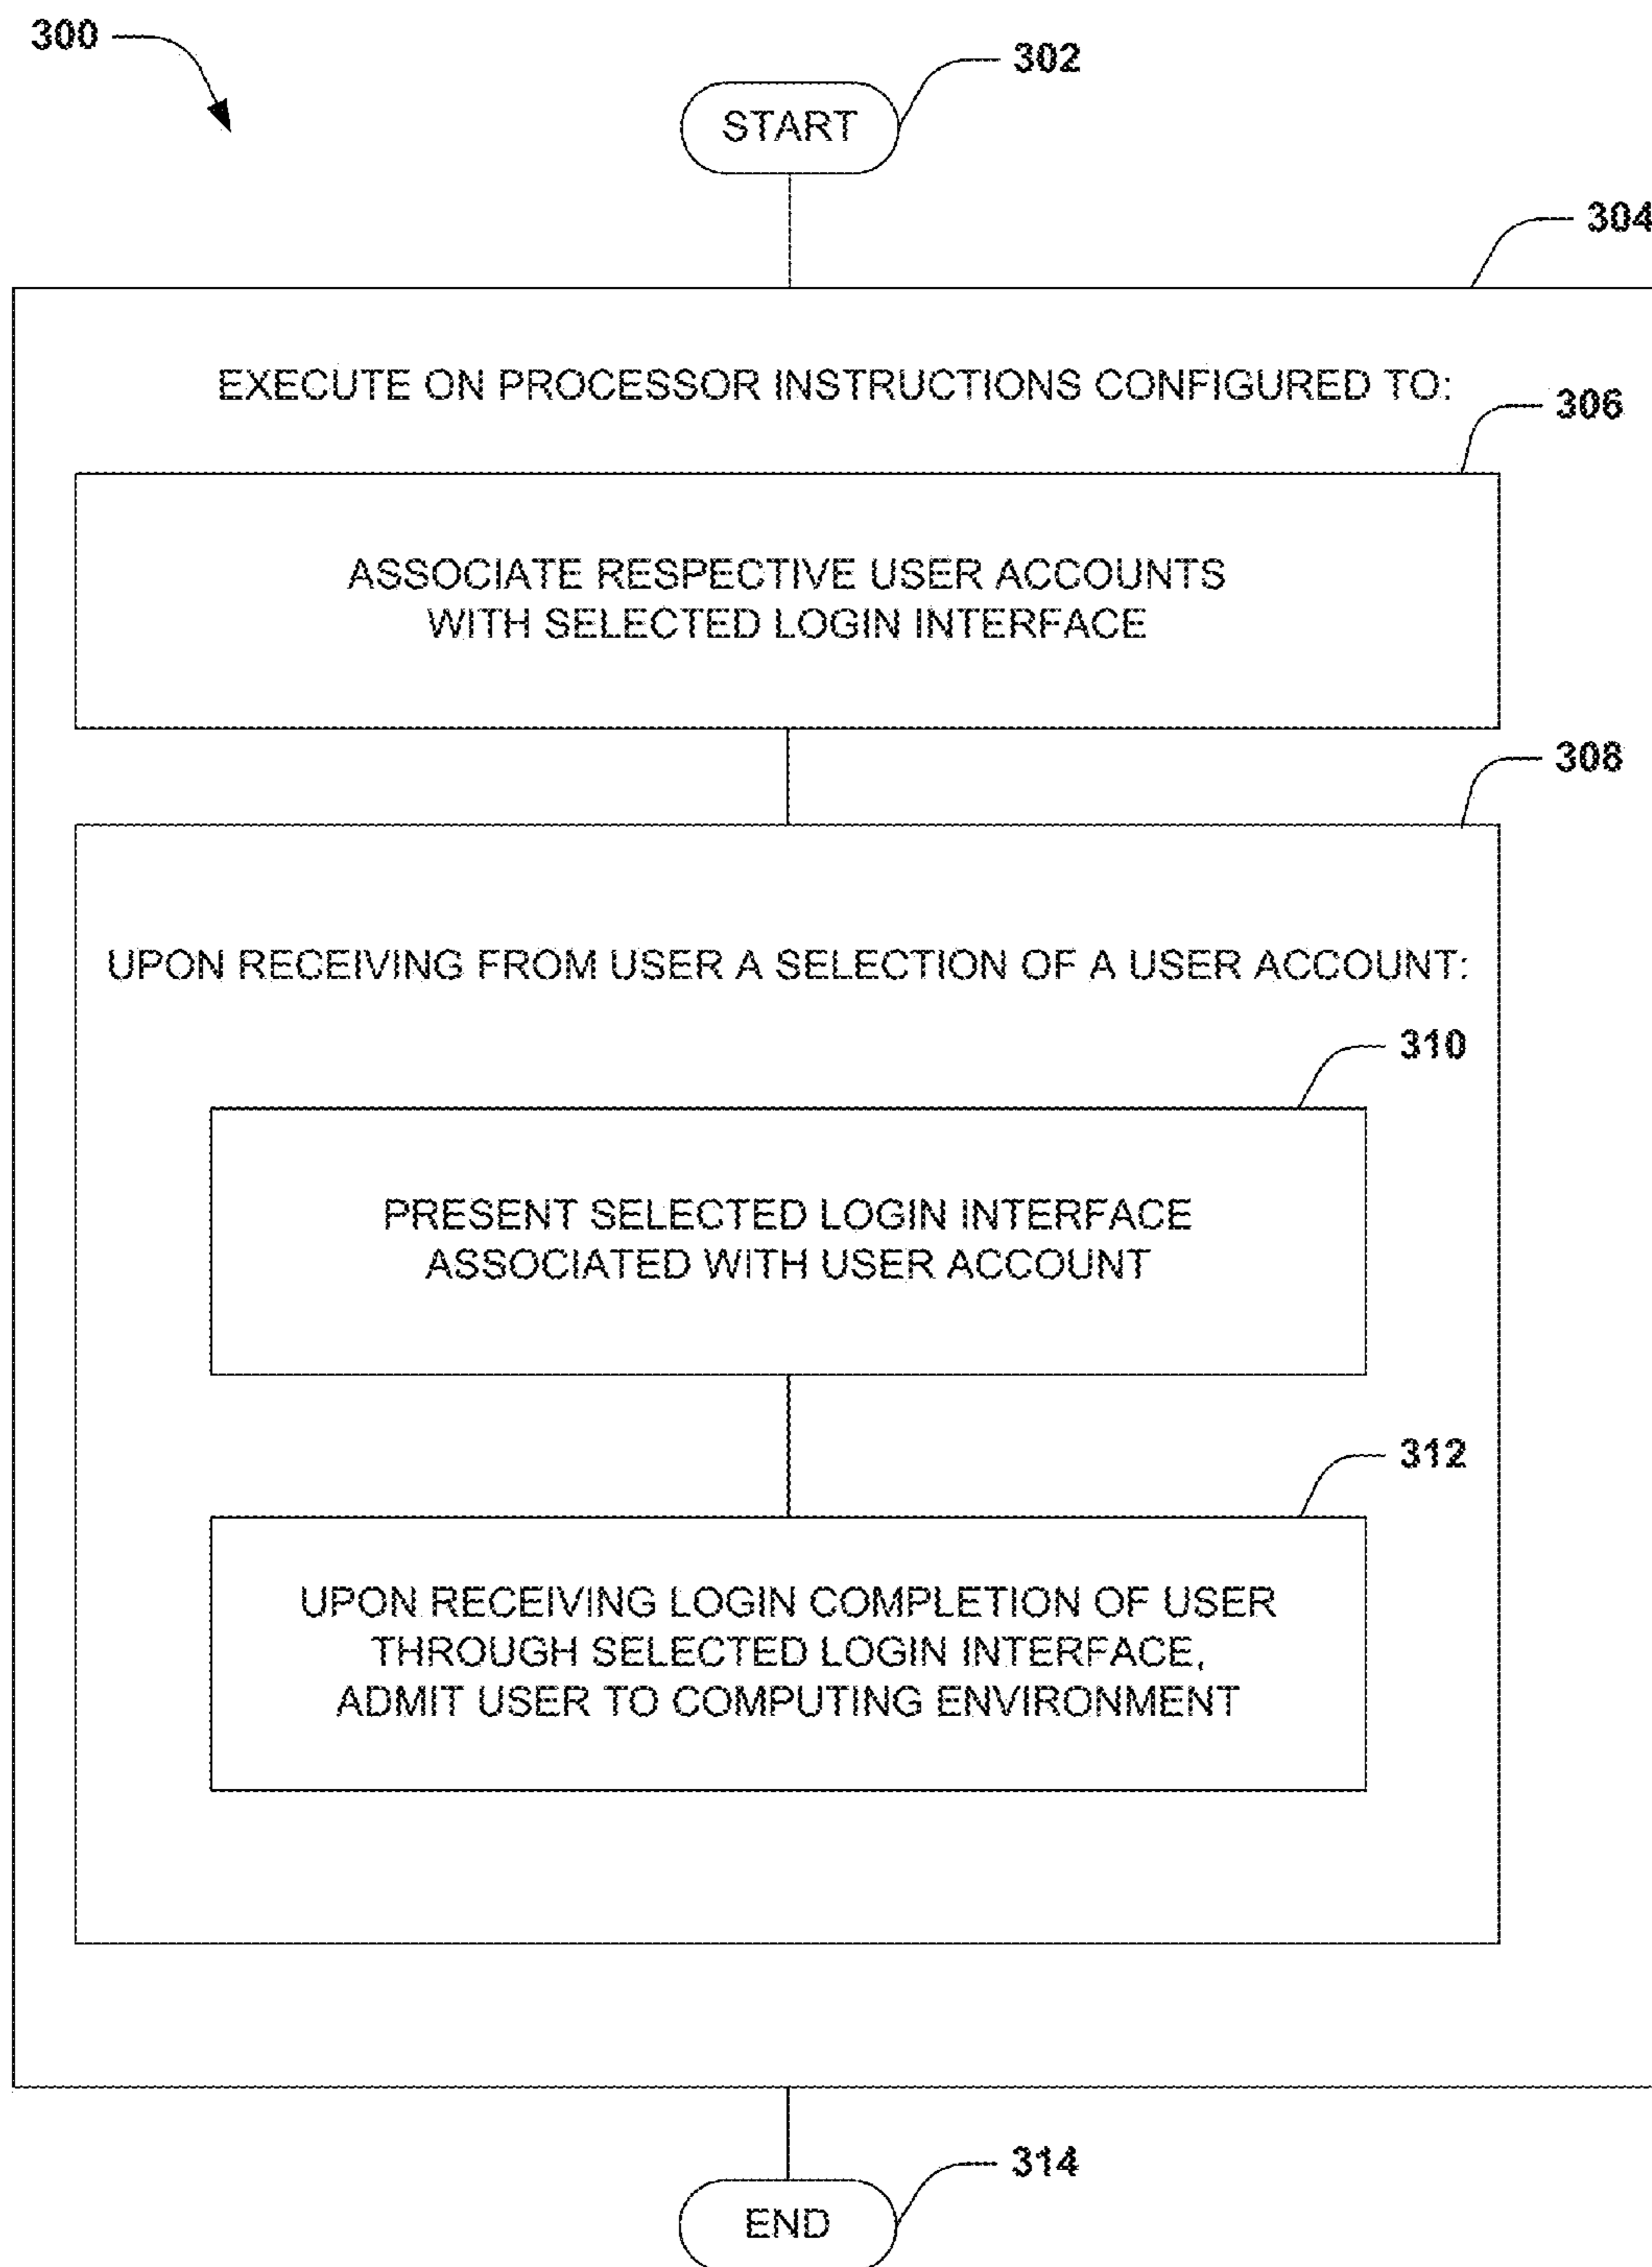 300
302
START
304
EXECUTE ON PROCESSOR INSTRUCTIONS CONFIGURED TO:
306
ASSOCIATE RESPECTIVE USER ACCOUNTS
WITH SELECTED LOGIN INTERFACE
308
UPON RECEIVING FROM USER A SELECTION OF A USER ACCOUNT:
310
PRESENT SELECTED LOGIN INTERFACE
ASSOCIATED WITH USER ACCOUNT
312
UPON RECEIVING LOGIN COMPLETION OF USER
THROUGH SELECTED LOGIN INTERFACE,
ADMIT USER TO COMPUTING ENVIRONMENT
314
END